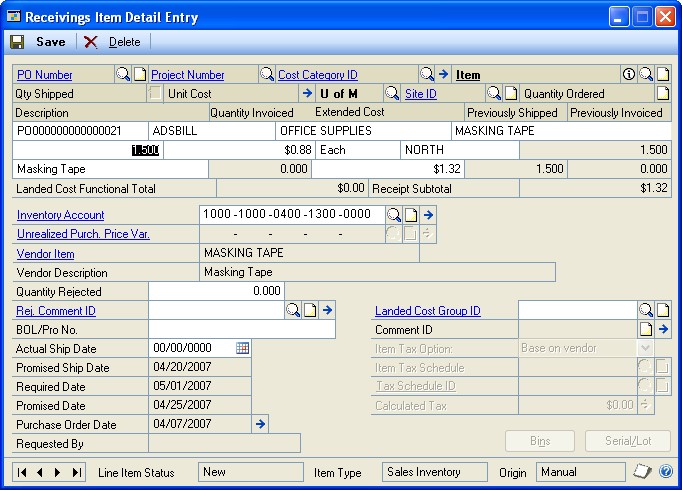 Receivings Item Detail Entry
Save Delete
PO Number Project Number Cost Category ID Item
Qty Shipped Unit Cost U of M Site ID Quantity Ordered
Description Quantity Invoiced Extended Cost Previously Shipped Previously Invoiced
PO00000000000021 ADSBILL OFFICE SUPPLIES MASKING TAPE
1.500 $0.88 Each NORTH 1.500
Masking Tape 0.000 $1.32 1.500 0.000
Landed Cost Functional Total $0.00 Receipt Subtotal $1.32
Inventory Account 1000 -1000 -0400 -1300 -0000
Unrealized Purch. Price Var. - - - -
Vendor Item MASKING TAPE
Vendor Description Masking Tape
Quantity Rejected 0.000
Rej. Comment ID Landed Cost Group ID
BOL/Pro No. Comment ID
Actual Ship Date 00/00/0000 Item Tax Option: Base on vendor
Promised Ship Date 04/20/2007 Item Tax Schedule
Required Date 05/01/2007 Tax Schedule ID
Promised Date 04/25/2007 Calculated Tax $0.00
Purchase Order Date 04/07/2007
Requested By Bins Serial/Lot
Line Item Status New Item Type Sales Inventory Origin Manual